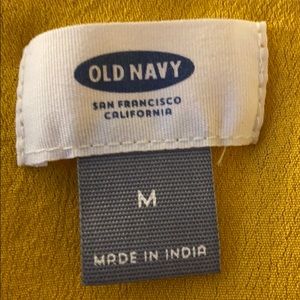 OLD NAVY
SAN FRANCISCO
CALIFORNIA
M
MADE IN INDIA